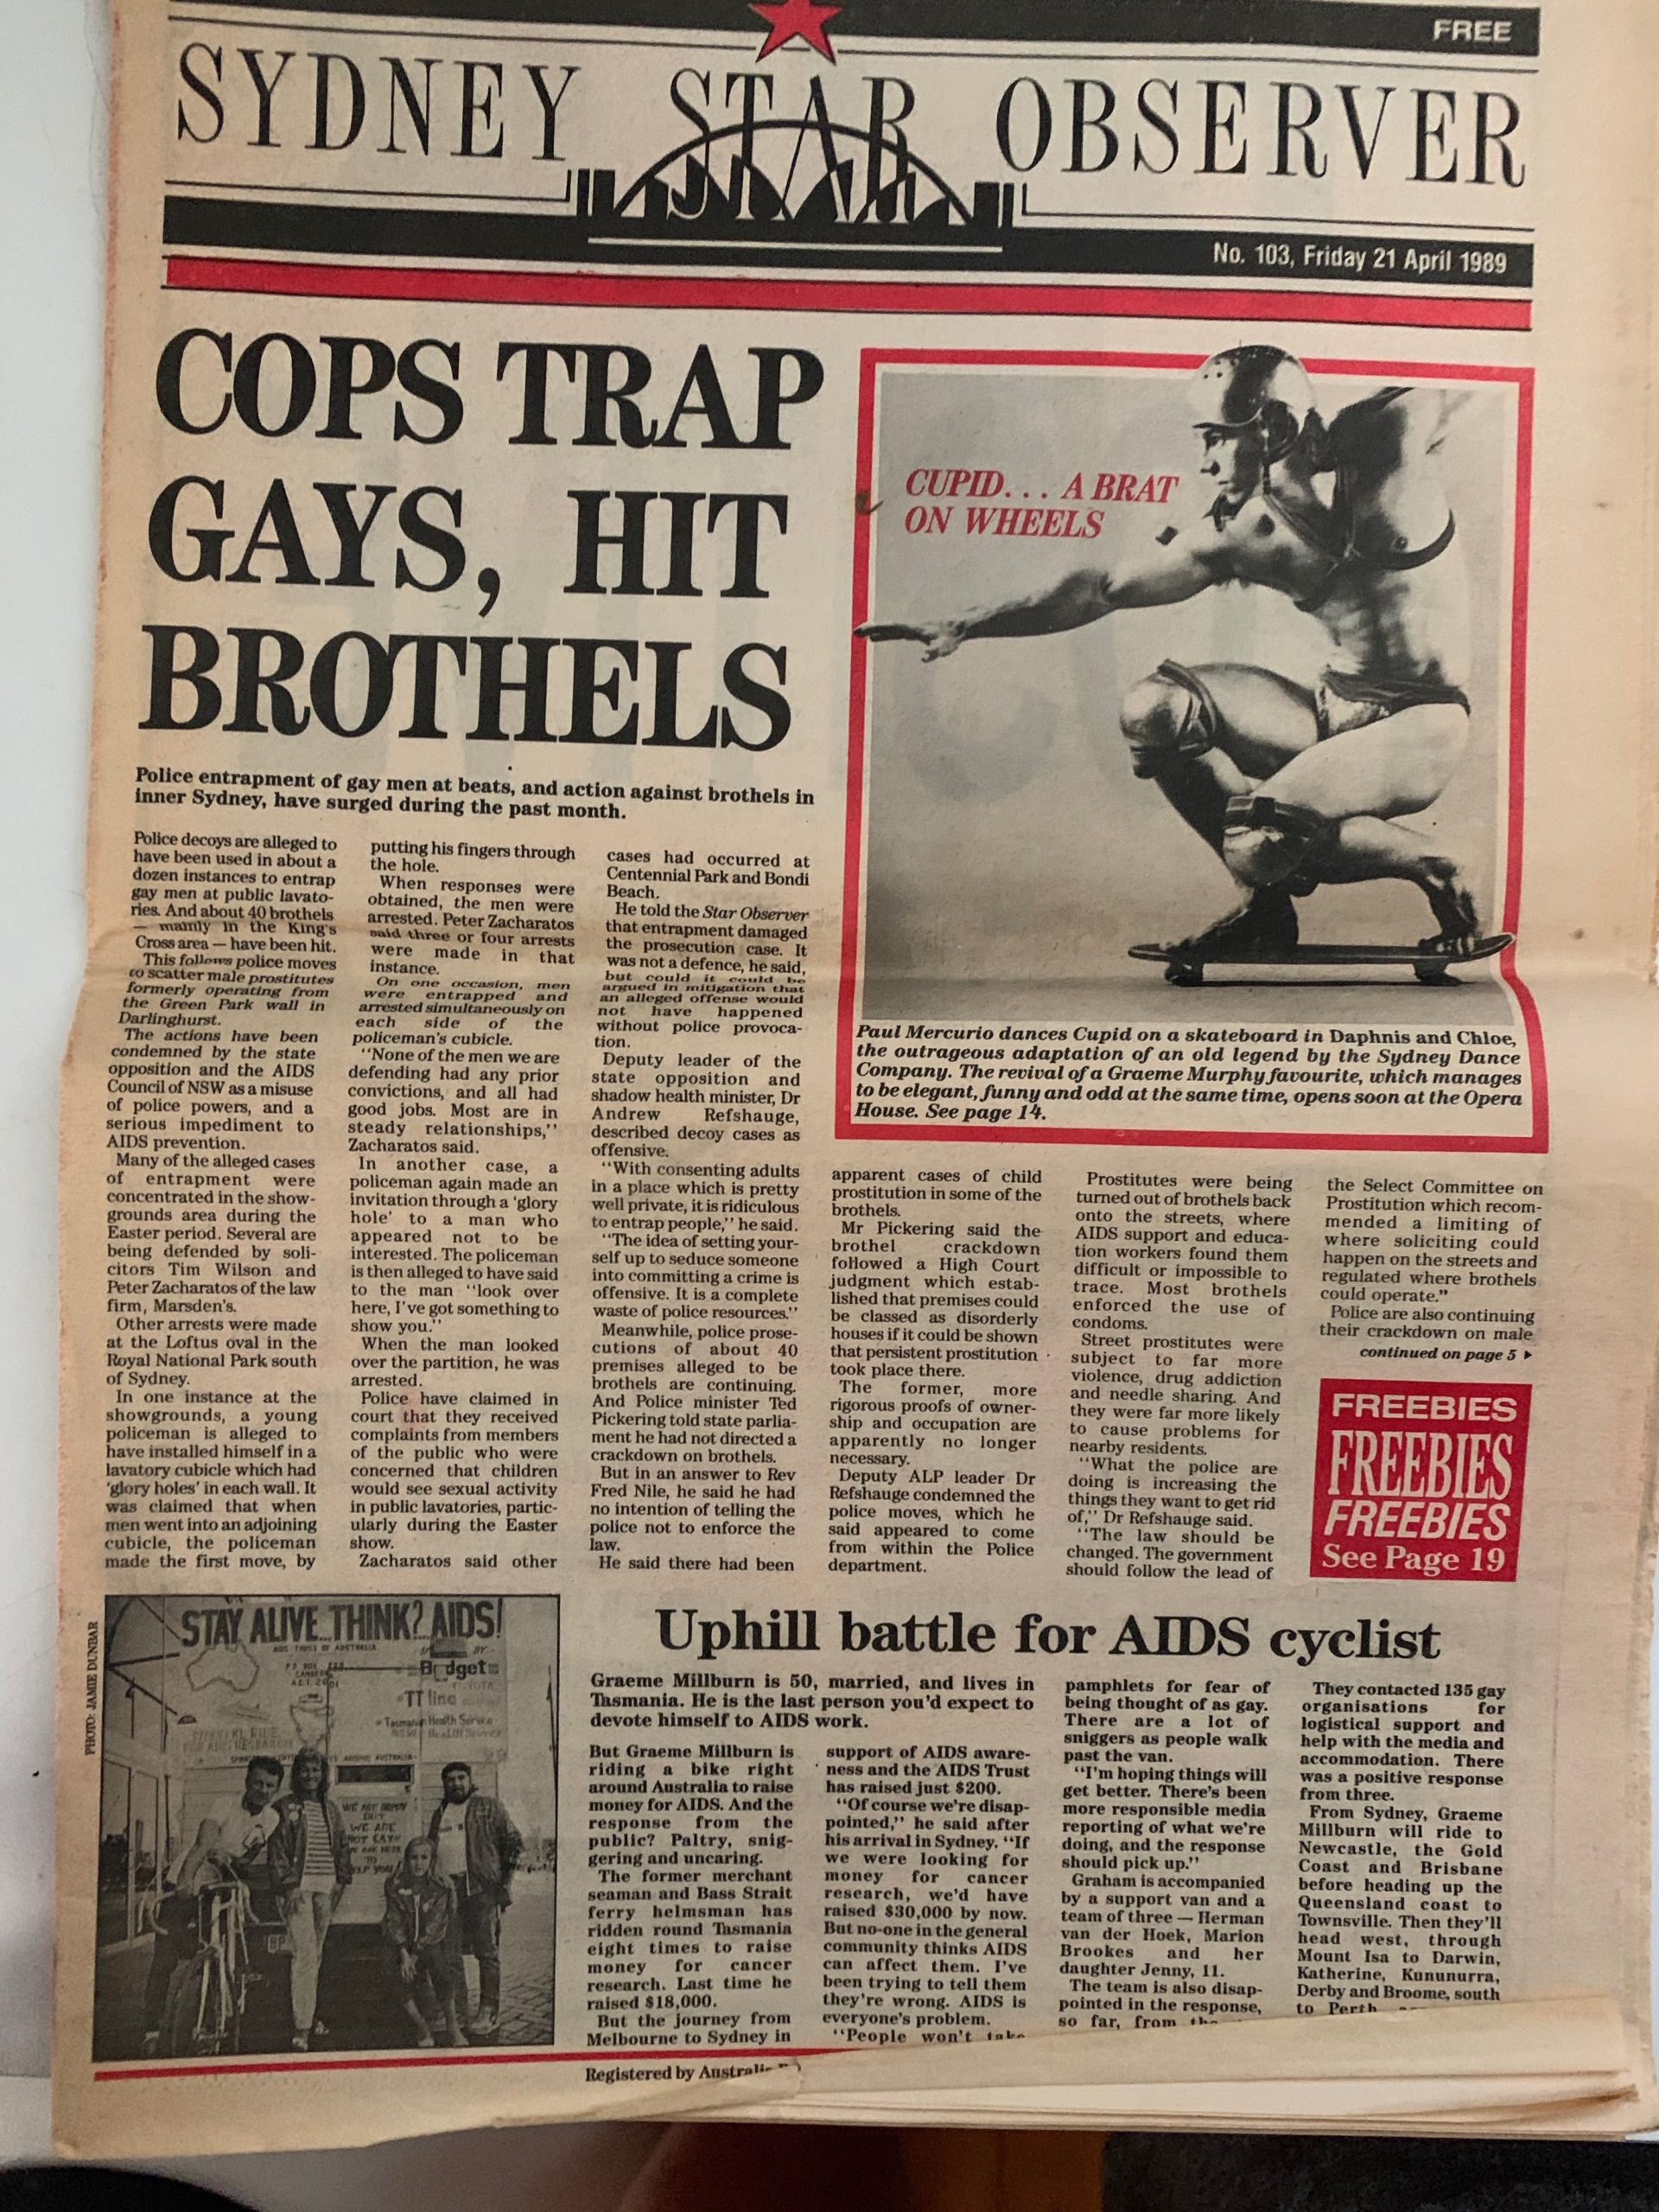 FREE
SYDNEY STAR OBSERVER
No. 103, Friday 21 April 1989
COPS TRAP
GAYS, HIT
BROTHELS
Police entrapment of gay men at beats, and action against brothels in
inner Sydney, have surged during the past month.
Police decoys are alleged to
have been used in about a
dozen instances to entrap
gay men at public lavato-
ries. And about 40 brothels
— mainly in the King's
Cross area — have been hit.
This follows police moves
to scatter male prostitutes
formerly operating from
the Green Park wall in
Darlinghurst.
The actions have been
condemned by the state
opposition and the AIDS
Council of NSW as a misuse
of police powers, and a
serious impediment to
AIDS prevention.
Many of the alleged cases
of entrapment were
concentrated in the show-
grounds area during the
Easter period. Several are
being defended by soli-
citors Tim Wilson and
Peter Zacharatos of the law
firm, Marsden's.
Other arrests were made
at the Loftus oval in the
Royal National Park south
of Sydney.
In one instance at the
showgrounds, a young
policeman is alleged to
have installed himself in a
lavatory cubicle which had
'glory holes' in each wall. It
was claimed that when
men went into an adjoining
cubicle, the policeman
made the first move, by
putting his fingers through
the hole.
When responses were
obtained, the men were
arrested. Peter Zacharatos
said three or four arrests
were made in that
instance.
On one occasion, men
were entrapped and
arrested simultaneously on
each side of the
policeman's cubicle.
"None of the men we are
defending had any prior
convictions, and all had
good jobs. Most are in
steady relationships,"
Zacharatos said.
In another case, a
policeman again made an
invitation through a 'glory
hole' to a man who
appeared not to be
interested. The policeman
is then alleged to have said
to the man "look over
here, I've got something to
show you."
When the man looked
over the partition, he was
arrested.
Police have claimed in
court that they received
complaints from members
of the public who were
concerned that children
would see sexual activity
in public lavatories, partic-
ularly during the Easter
show.
Zacharatos said other
cases had occurred at
Centennial Park and Bondi
Beach.
He told the Star Observer
that entrapment damaged
the prosecution case. It
was not a defence, he said,
but could it could be
argued in mitigation that
an alleged offense would
not have happened
without police provoca-
tion.
Deputy leader of the
state opposition and
shadow health minister, Dr
Andrew Refshauge,
described decoy cases as
offensive.
"With consenting adults
in a place which is pretty
well private, it is ridiculous
to entrap people," he said.
"The idea of setting your-
self up to seduce someone
into committing a crime is
offensive. It is a complete
waste of police resources."
Meanwhile, police prose-
cutions of about 40
premises alleged to be
brothels are continuing.
And Police minister Ted
Pickering told state parlia-
ment he had not directed a
crackdown on brothels.
But in an answer to Rev
Fred Nile, he said he had
no intention of telling the
police not to enforce the
law.
He said there had been
apparent cases of child
prostitution in some of the
brothels.
Mr Pickering said the
brothel crackdown
followed a High Court
judgment which estab-
lished that premises could
be classed as disorderly
houses if it could be shown
that persistent prostitution
took place there.
The former, more
rigorous proofs of owner-
ship and occupation are
apparently no longer
necessary.
Deputy ALP leader Dr
Refshauge condemned the
police moves, which he
said appeared to come
from within the Police
department.
Prostitutes were being
turned out of brothels back
onto the streets, where
AIDS support and educa-
tion workers found them
difficult or impossible to
trace. Most brothels
enforced the use of
condoms.
Street prostitutes were
subject to far more
violence, drug addiction
and needle sharing. And
they were far more likely
to cause problems for
nearby residents.
"What the police are
doing is increasing the
things they want to get rid
of," Dr Refshauge said.
"The law should be
changed. The government
should follow the lead of
the Select Committee on
Prostitution which recom-
mended a limiting of
where soliciting could
happen on the streets and
regulated where brothels
could operate."
Police are also continuing
their crackdown on male
continued on page 5 ▶
CUPID... A BRAT
ON WHEELS
Paul Mercurio dances Cupid on a skateboard in Daphnis and Chloe,
the outrageous adaptation of an old legend by the Sydney Dance
Company. The revival of a Graeme Murphy favourite, which manages
to be elegant, funny and odd at the same time, opens soon at the Opera
House. See page 14.
FREEBIES
FREEBIES
FREEBIES
See Page 19
PHOTO: JAMIE DUNBAR
STAY ALIVE..THINK? AIDS!
AIDS TRUST OF AUSTRALIA
Budget
TT line
Tasmanian Health Service
WE ARE HAPPY
BUT
WE ARE
NOT GAY
Uphill battle for AIDS cyclist
Graeme Millburn is 50, married, and lives in
Tasmania. He is the last person you'd expect to
devote himself to AIDS work.
But Graeme Millburn is
riding a bike right
around Australia to raise
money for AIDS. And the
response from the
public? Paltry, snig-
gering and uncaring.
The former merchant
seaman and Bass Strait
ferry helmsman has
ridden round Tasmania
eight times to raise
money for cancer
research. Last time he
raised $18,000.
But the journey from
Melbourne to Sydney in
support of AIDS aware-
ness and the AIDS Trust
has raised just $200.
"Of course we're disap-
pointed," he said after
his arrival in Sydney. "If
we were looking for
money for cancer
research, we'd have
raised $30,000 by now.
But no-one in the general
community thinks AIDS
can affect them. I've
been trying to tell them
they're wrong. AIDS is
everyone's problem.
"People won't take
pamphlets for fear of
being thought of as gay.
There are a lot of
sniggers as people walk
past the van.
"I'm hoping things will
get better. There's been
more responsible media
reporting of what we're
doing, and the response
should pick up."
Graham is accompanied
by a support van and a
team of three — Herman
van der Hoek, Marion
Brookes and her
daughter Jenny, 11.
The team is also disap-
pointed in the response,
so far, from the
They contacted 135 gay
organisations for
logistical support and
help with the media and
accommodation. There
was a positive response
from three.
From Sydney, Graeme
Millburn will ride to
Newcastle, the Gold
Coast and Brisbane
before heading up the
Queensland coast to
Townsville. Then they'll
head west, through
Mount Isa to Darwin,
Katherine, Kununurra,
Derby and Broome, south
to Perth
Registered by Australia